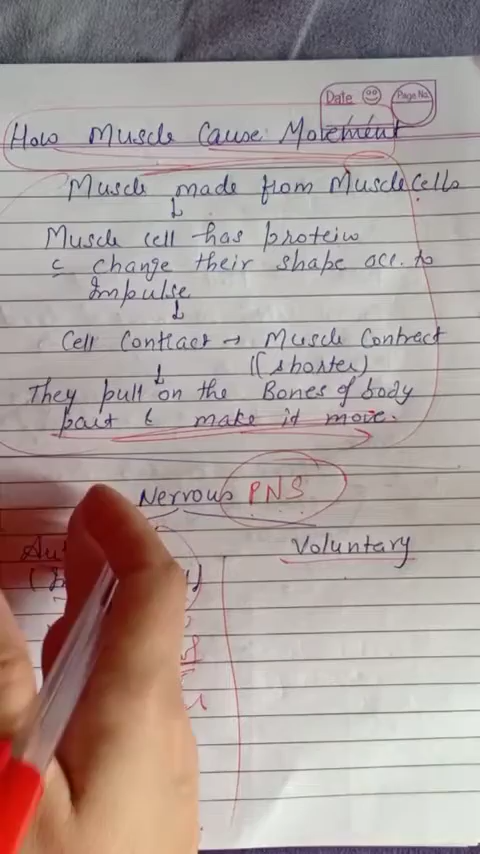 Date
Page No.
How Muscle Cause Movement
Muscle made from Muscle Cells
↓
Muscle cell has protein
c change their shape acc. to
Impulse
↓
Cell Contract → Muscle Contract
↓ (shorter)
They pull on the Bones of body
part & make it move.
Nervous PNS
Voluntary